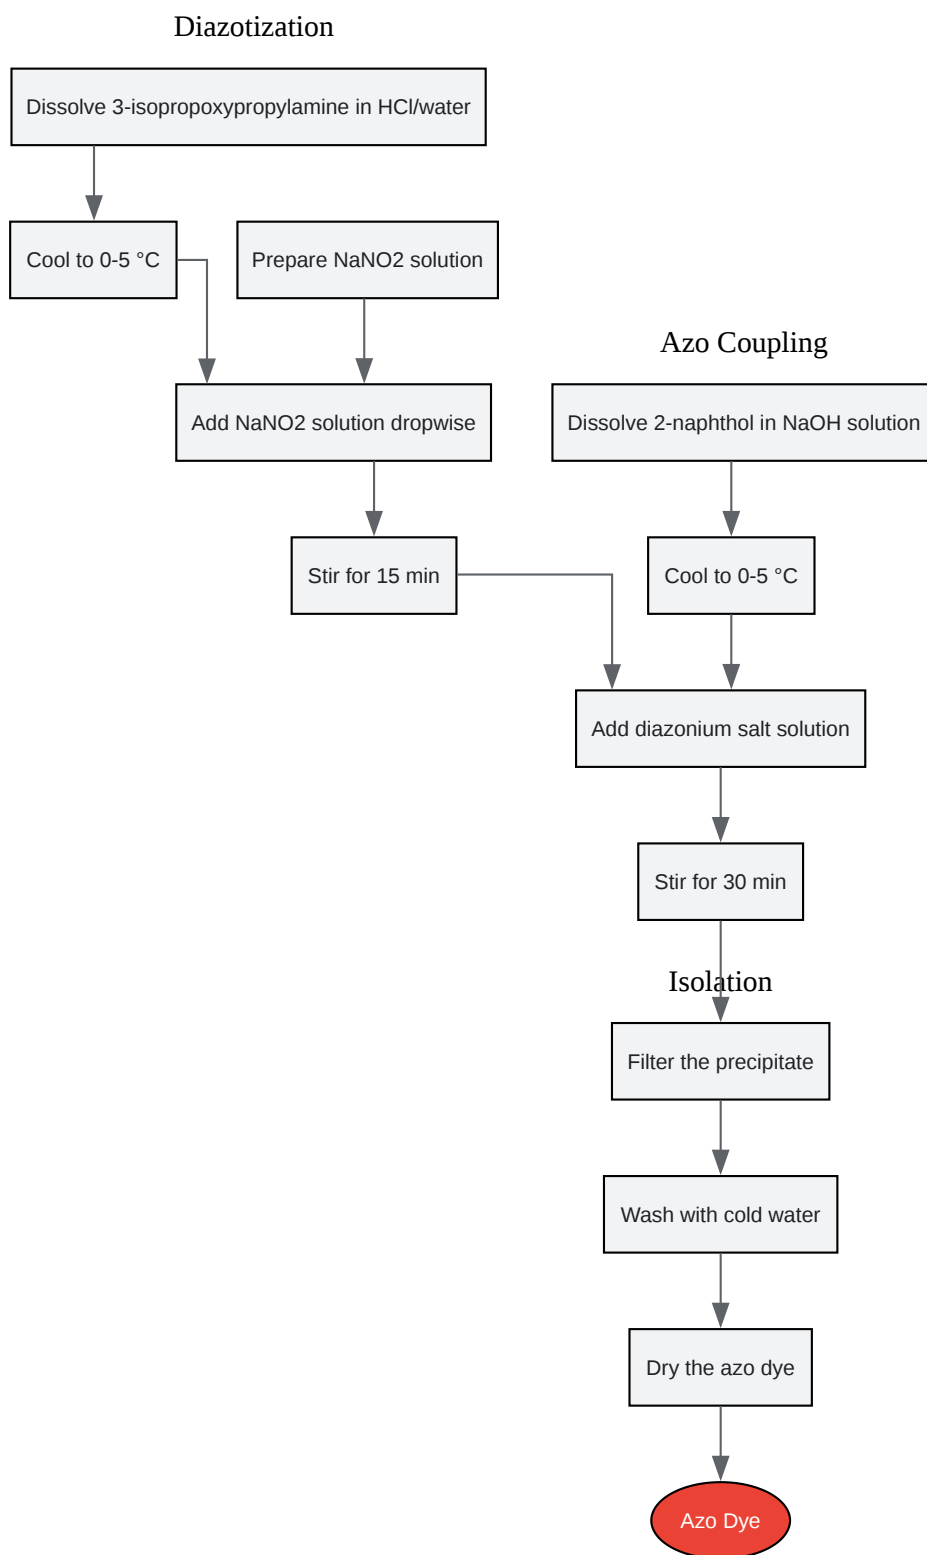 Diazotization
Dissolve 3-isopropoxypropylamine in HCl/water
Cool to 0-5 °C
Prepare NaNO2 solution
Add NaNO2 solution dropwise
Stir for 15 min
Azo Coupling
Dissolve 2-naphthol in NaOH solution
Cool to 0-5 °C
Add diazonium salt solution
Stir for 30 min
Isolation
Filter the precipitate
Wash with cold water
Dry the azo dye
Azo Dye